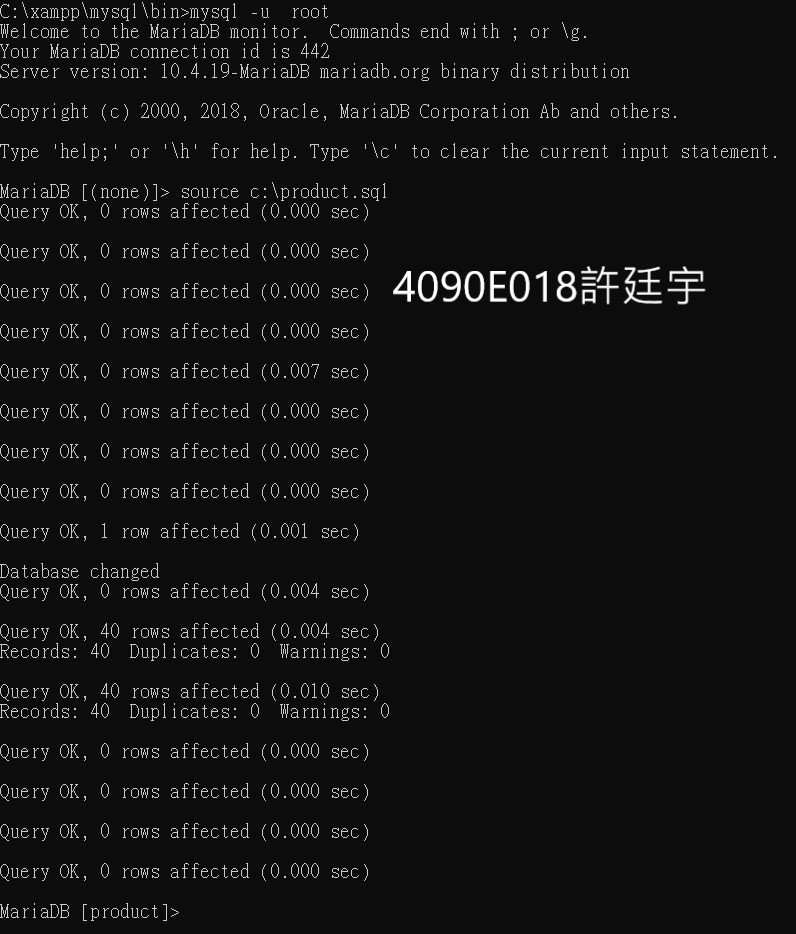 C:\xampp\mysql\bin>mysql -u  root
Welcome to the MariaDB monitor.  Commands end with ; or \g.
Your MariaDB connection id is 442
Server version: 10.4.19-MariaDB mariadb.org binary distribution
Copyright (c) 2000, 2018, Oracle, MariaDB Corporation Ab and others.
Type 'help;' or '\h' for help. Type '\c' to clear the current input statement.
MariaDB [(none)]> source c:\product.sql
Query OK, 0 rows affected (0.000 sec)
Query OK, 0 rows affected (0.000 sec)
Query OK, 0 rows affected (0.000 sec)
4090E018許廷宇
Query OK, 0 rows affected (0.000 sec)
Query OK, 0 rows affected (0.007 sec)
Query OK, 0 rows affected (0.000 sec)
Query OK, 0 rows affected (0.000 sec)
Query OK, 0 rows affected (0.000 sec)
Query OK, 1 row affected (0.001 sec)
Database changed
Query OK, 0 rows affected (0.004 sec)
Query OK, 40 rows affected (0.004 sec)
Records: 40  Duplicates: 0  Warnings: 0
Query OK, 40 rows affected (0.010 sec)
Records: 40  Duplicates: 0  Warnings: 0
Query OK, 0 rows affected (0.000 sec)
Query OK, 0 rows affected (0.000 sec)
Query OK, 0 rows affected (0.000 sec)
Query OK, 0 rows affected (0.000 sec)
MariaDB [product]>